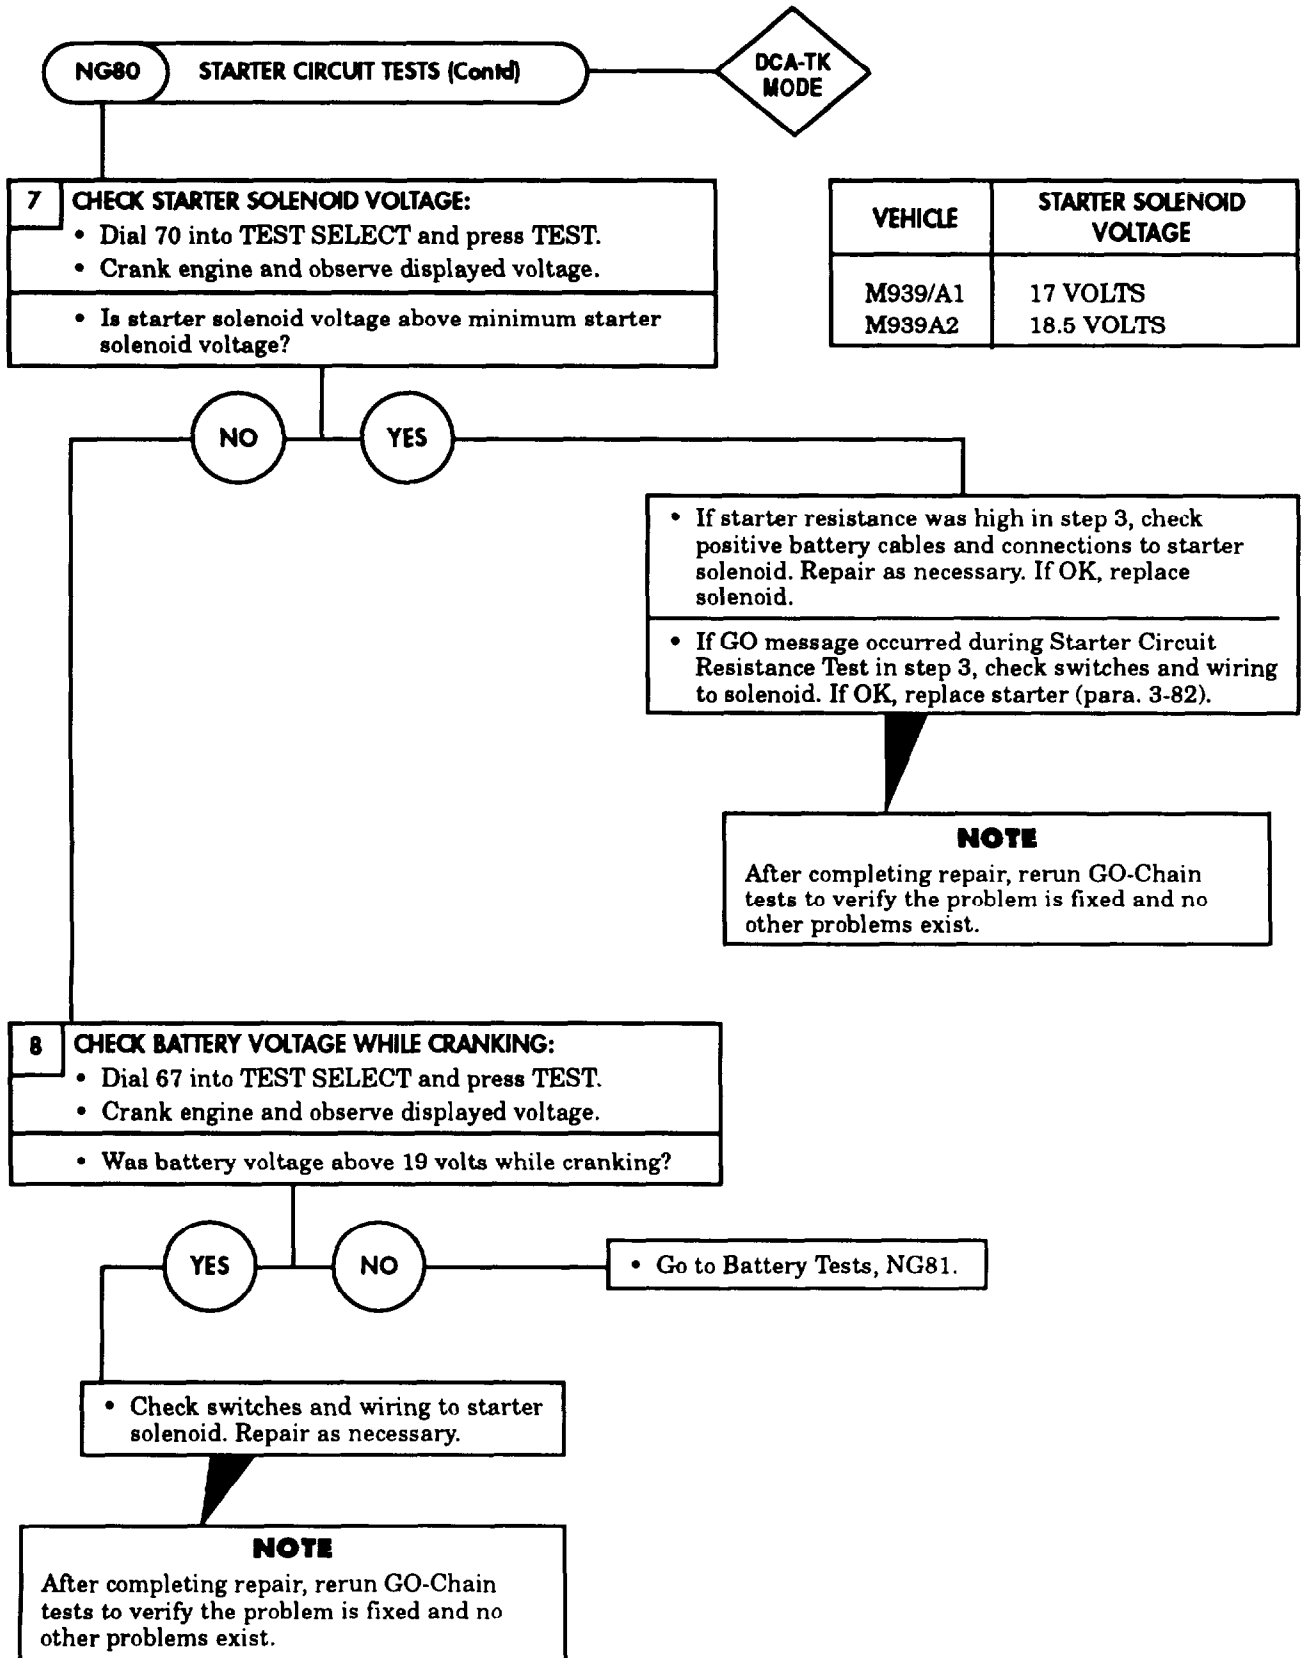 NG80 STARTER CIRCUIT TESTS (Contd)
DCA-TK
MODE
7 CHECK STARTER SOLENOID VOLTAGE:
• Dial 70 into TEST SELECT and press TEST.
• Crank engine and observe displayed voltage.
• Is starter solenoid voltage above minimum starter
solenoid voltage?
VEHICLE STARTER SOLENOID
VOLTAGE
M939/A1 17 VOLTS
M939A2 18.5 VOLTS
NO YES
• If starter resistance was high in step 3, check
positive battery cables and connections to starter
solenoid. Repair as necessary. If OK, replace
solenoid.
• If GO message occurred during Starter Circuit
Resistance Test in step 3, check switches and wiring
to solenoid. If OK, replace starter (para. 3-82).
NOTE
After completing repair, rerun GO-Chain
tests to verify the problem is fixed and no
other problems exist.
8 CHECK BATTERY VOLTAGE WHILE CRANKING:
• Dial 67 into TEST SELECT and press TEST.
• Crank engine and observe displayed voltage.
• Was battery voltage above 19 volts while cranking?
YES NO
• Go to Battery Tests, NG81.
• Check switches and wiring to starter
solenoid. Repair as necessary.
NOTE
After completing repair, rerun GO-Chain
tests to verify the problem is fixed and no
other problems exist.